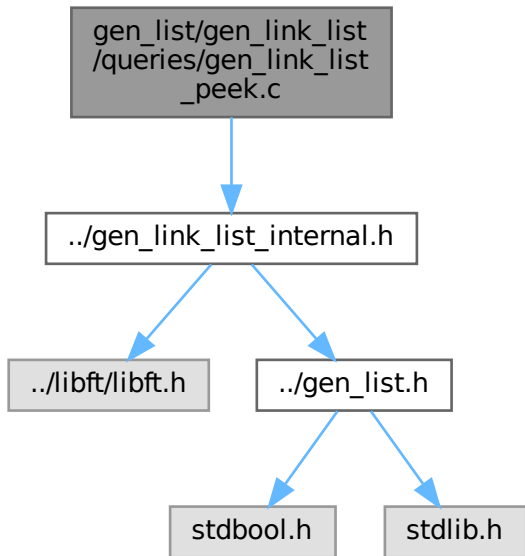 gen_list/gen_link_list
/queries/gen_link_list
_peek.c
../gen_link_list_internal.h
../libft/libft.h
../gen_list.h
stdbool.h
stdlib.h